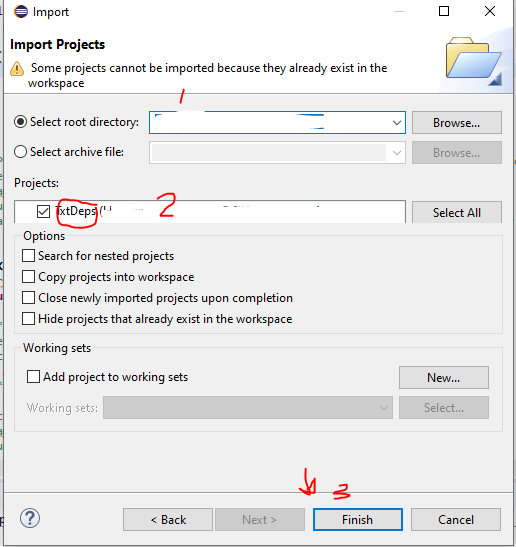 Import
Import Projects
Some projects cannot be imported because they already exist in the
workspace
1
Select root directory:
Browse...
Select archive file:
Browse...
Projects:
TxtDeps (
2
Select All
Options
Search for nested projects
Copy projects into workspace
Close newly imported projects upon completion
Hide projects that already exist in the workspace
Working sets
Add project to working sets
New...
Working sets:
Select...
3
? < Back Next > Finish Cancel